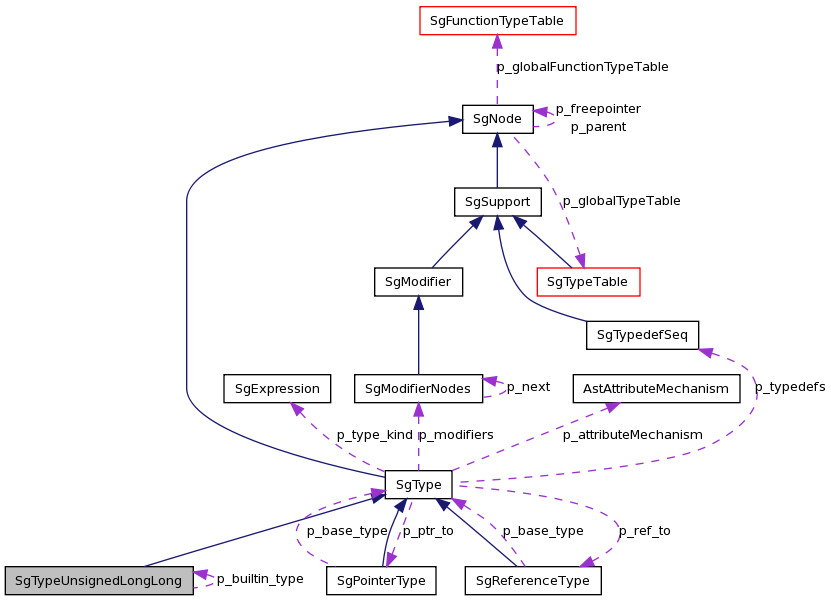 SgFunctionTypeTable
p_globalFunctionTypeTable
p_freepointer
SgNode
p_parent
SgSupport
p_globalTypeTable
SgModifier
SgTypeTable
SgTypedefSeq
SgExpression
SgModifierNodes
p_next
AstAttributeMechanism
p_typedefs
p_type_kind
p_modifiers
p_attributeMechanism
SgType
p_base_type
p_ptr_to
p_base_type
p_ref_to
SgTypeUnsignedLongLong
p_builtin_type
SgPointerType
SgReferenceType